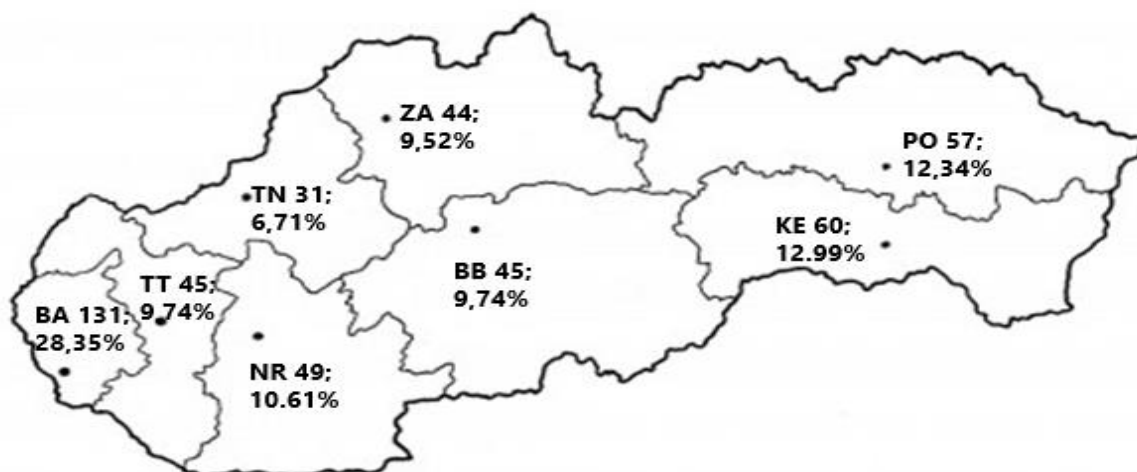 ZA 44;
9,52%
PO 57;
12,34%
TN 31;
6,71%
KE 60;
12.99%
BB 45;
9,74%
TT 45;
9,74%
BA 131;
28,35%
NR 49;
10.61%